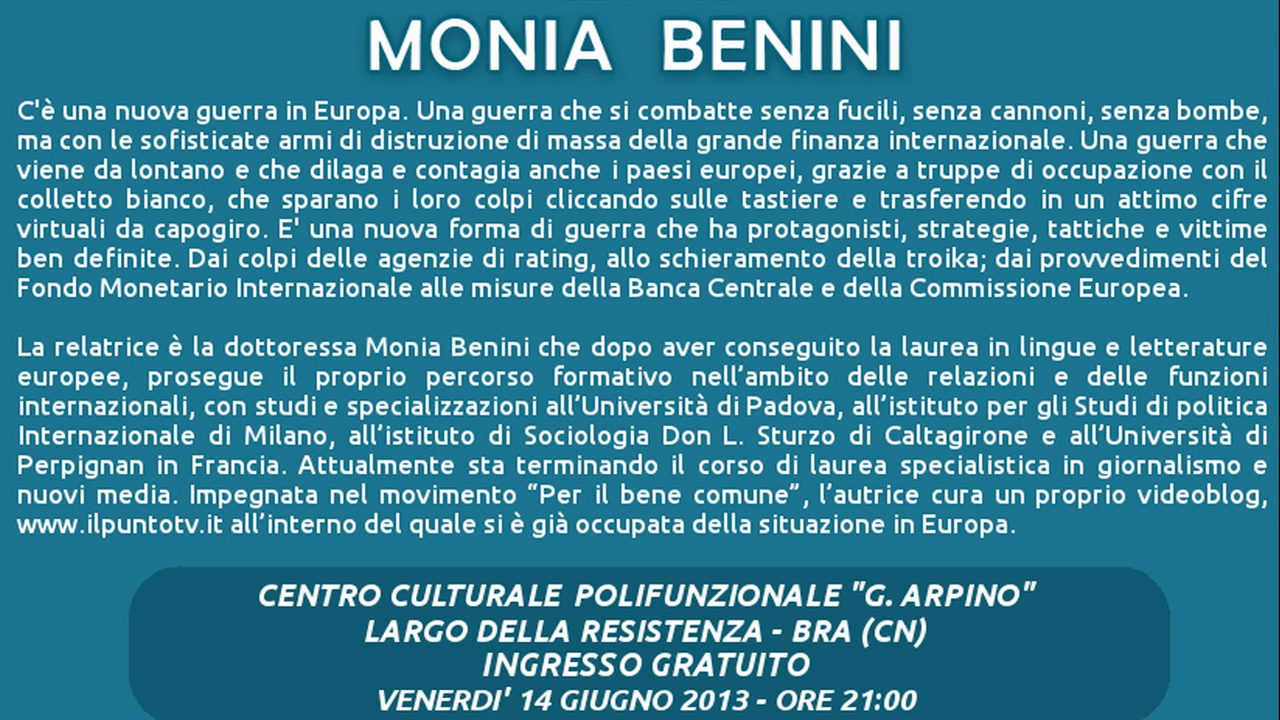 MONIA BENINI
C'è una nuova guerra in Europa. Una guerra che si combatte senza fucili, senza cannoni, senza bombe,
ma con le sofisticate armi di distruzione di massa della grande finanza internazionale. Una guerra che
viene da lontano e che dilaga e contagia anche i paesi europei, grazie a truppe di occupazione con il
colletto bianco, che sparano i loro colpi cliccando sulle tastiere e trasferendo in un attimo cifre
virtuali da capogiro. E' una nuova forma di guerra che ha protagonisti, strategie, tattiche e vittime
ben definite. Dai colpi delle agenzie di rating, allo schieramento della troika; dai provvedimenti del
Fondo Monetario Internazionale alle misure della Banca Centrale e della Commissione Europea.
La relatrice è la dottoressa Monia Benini che dopo aver conseguito la laurea in lingue e letterature
europee, prosegue il proprio percorso formativo nell’ambito delle relazioni e delle funzioni
internazionali, con studi e specializzazioni all’Università di Padova, all’istituto per gli Studi di politica
Internazionale di Milano, all’istituto di Sociologia Don L. Sturzo di Caltagirone e all’Università di
Perpignan in Francia. Attualmente sta terminando il corso di laurea specialistica in giornalismo e
nuovi media. Impegnata nel movimento “Per il bene comune”, l’autrice cura un proprio videoblog,
www.ilpuntotv.it all’interno del quale si è già occupata della situazione in Europa.
CENTRO CULTURALE POLIFUNZIONALE "G. ARPINO"
LARGO DELLA RESISTENZA - BRA (CN)
INGRESSO GRATUITO
VENERDI' 14 GIUGNO 2013 - ORE 21:00